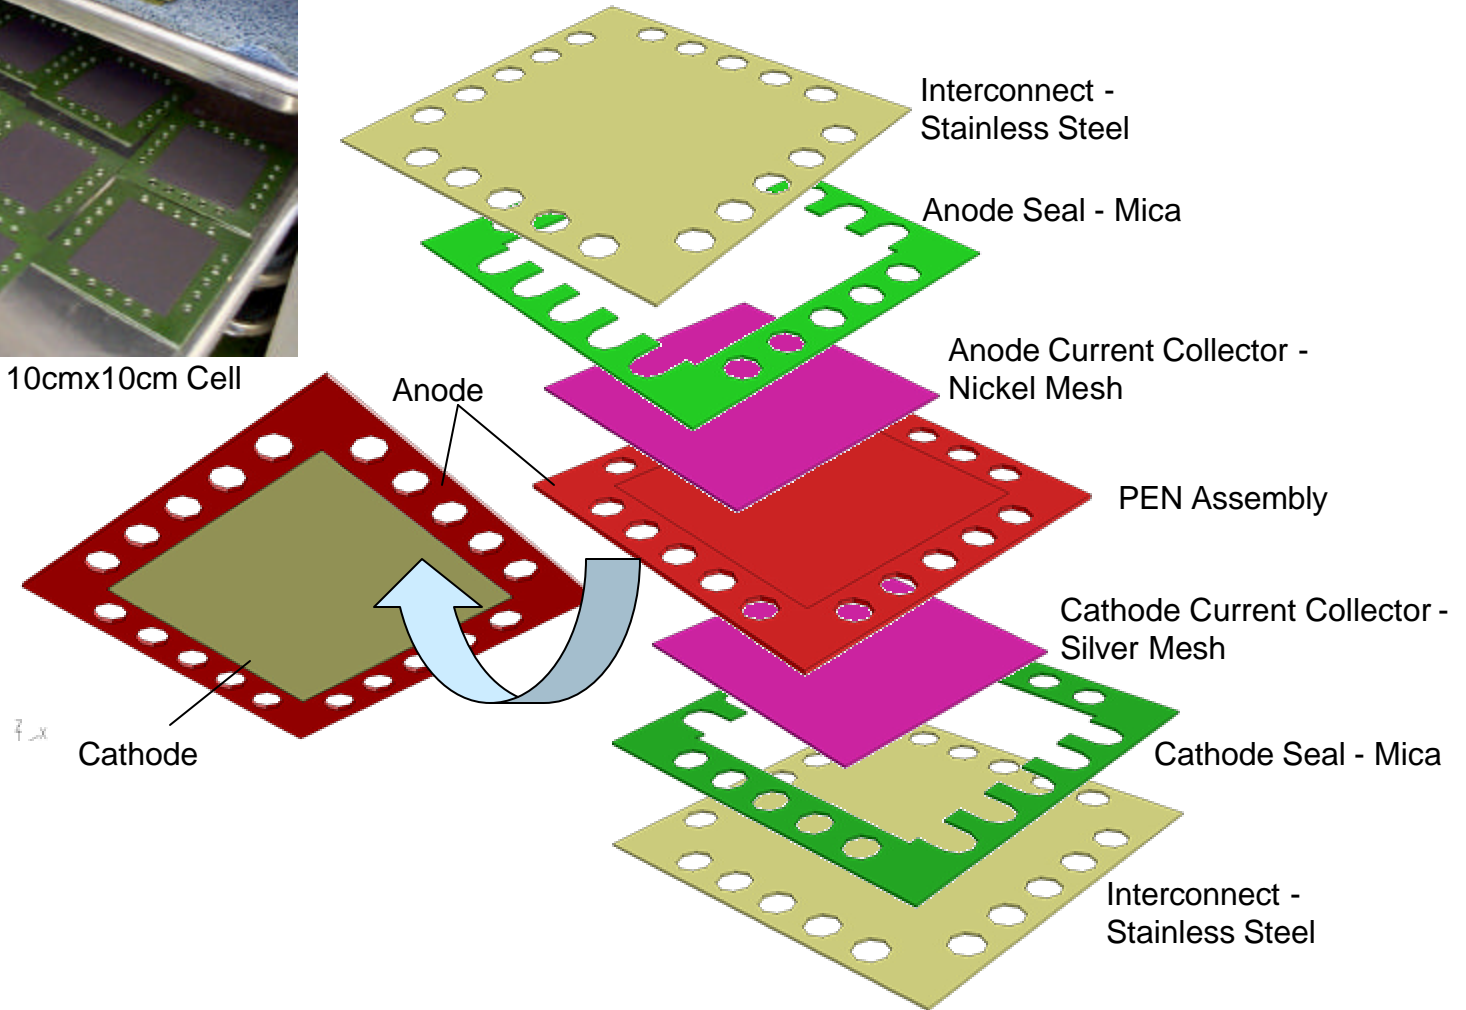 Interconnect -
Stainless Steel
Anode Seal - Mica
Anode Current Collector -
Nickel Mesh
10cmx10cm Cell
Anode
PEN Assembly
Cathode Current Collector -
Silver Mesh
Cathode
Cathode Seal - Mica
Interconnect -
Stainless Steel
Z
X